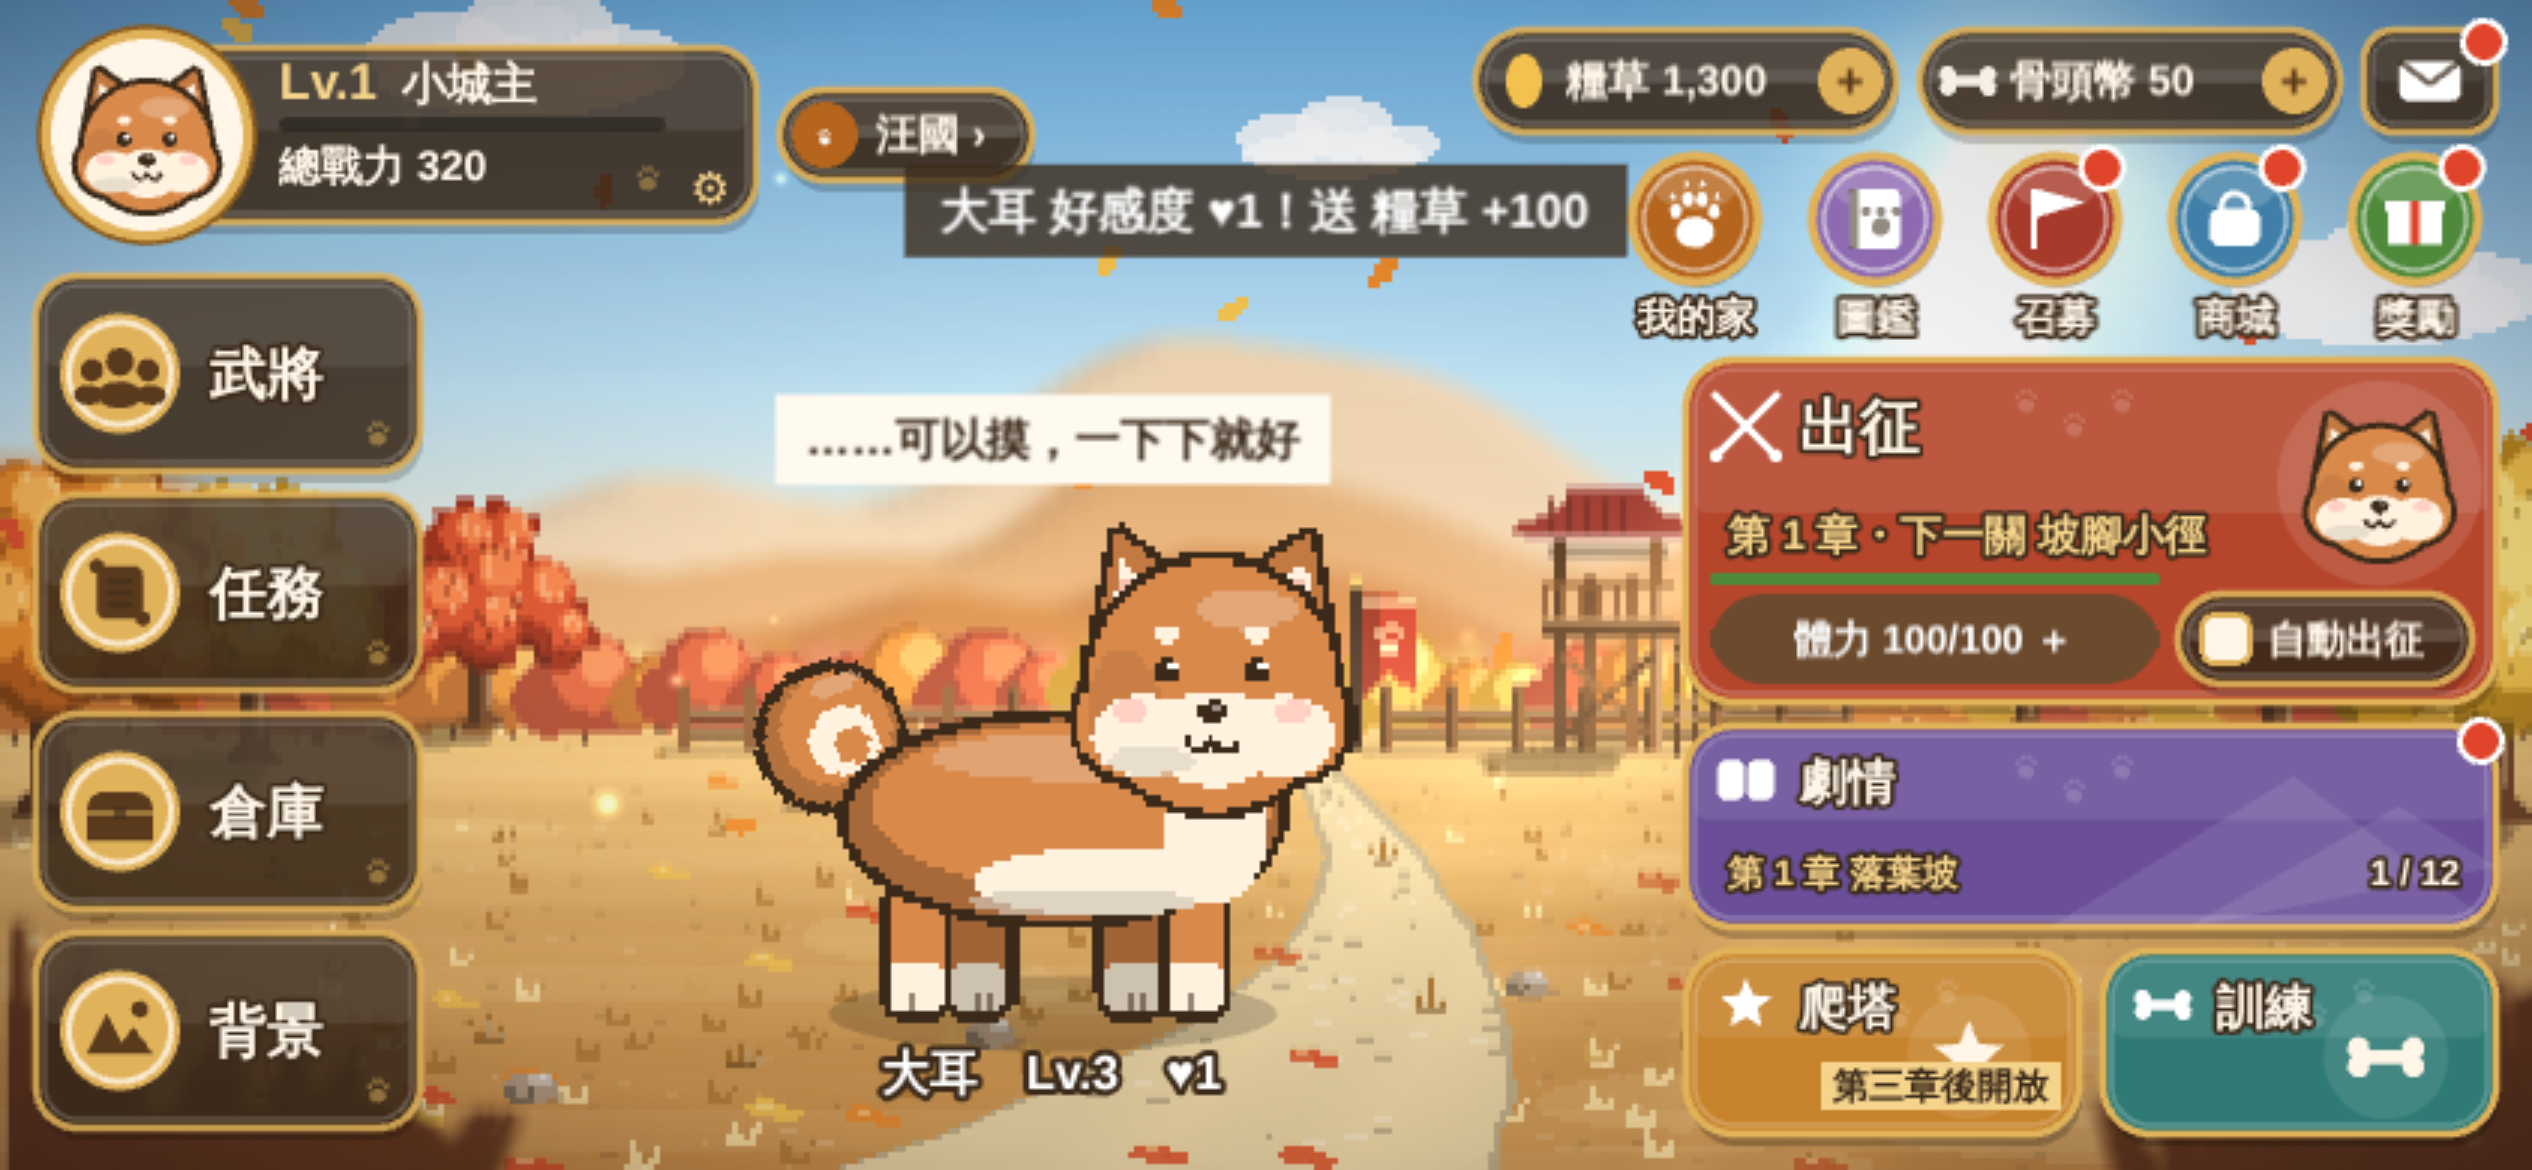 Lv.1 小城主
總戰力 320
汪國 ›
糧草 1,300 +
骨頭幣 50 +
大耳 好感度 ♥1！送 糧草 +100
我的家
圖鑑
召募
商城
獎勵
武將
任務
倉庫
背景
……可以摸，一下下就好
大耳 Lv.3 ♥1
出征
第 1 章・下一關 坡腳小徑
體力 100/100 +
自動出征
劇情
第 1 章 落葉坡
1 / 12
爬塔
第三章後開放
訓練